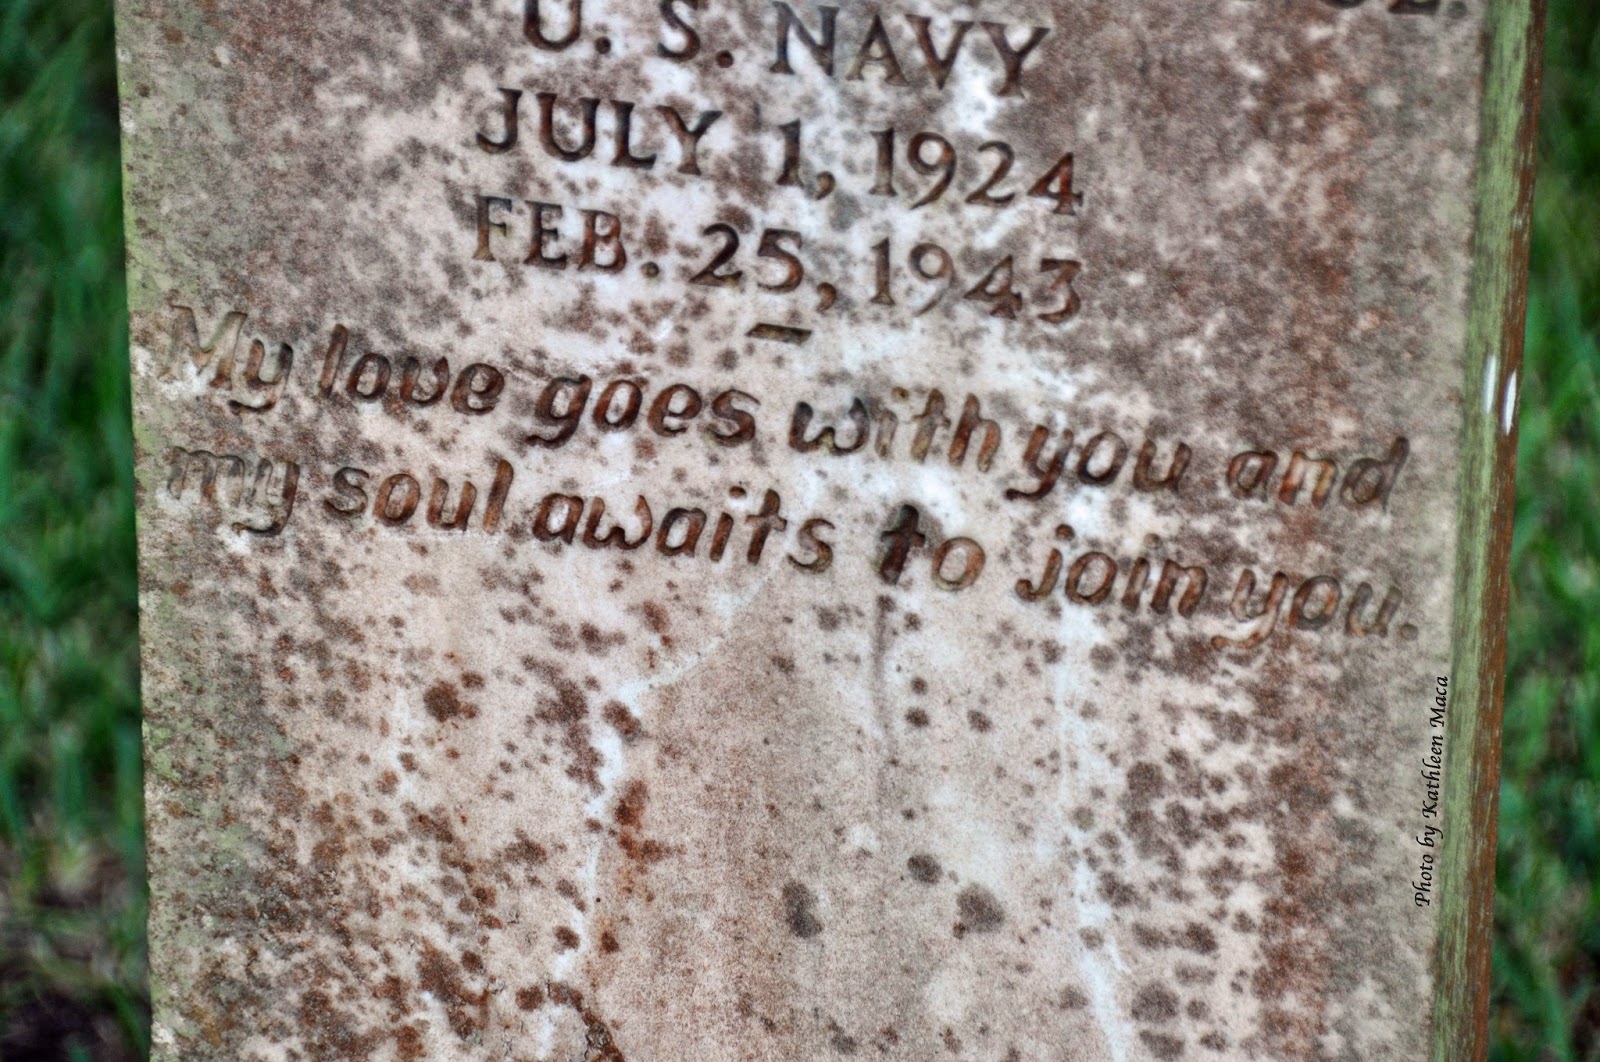 U. S. NAVY
JULY 1, 1924
FEB. 25, 1943
—
My love goes with you and
my soul awaits to join you.
Photo by Kathleen Maca